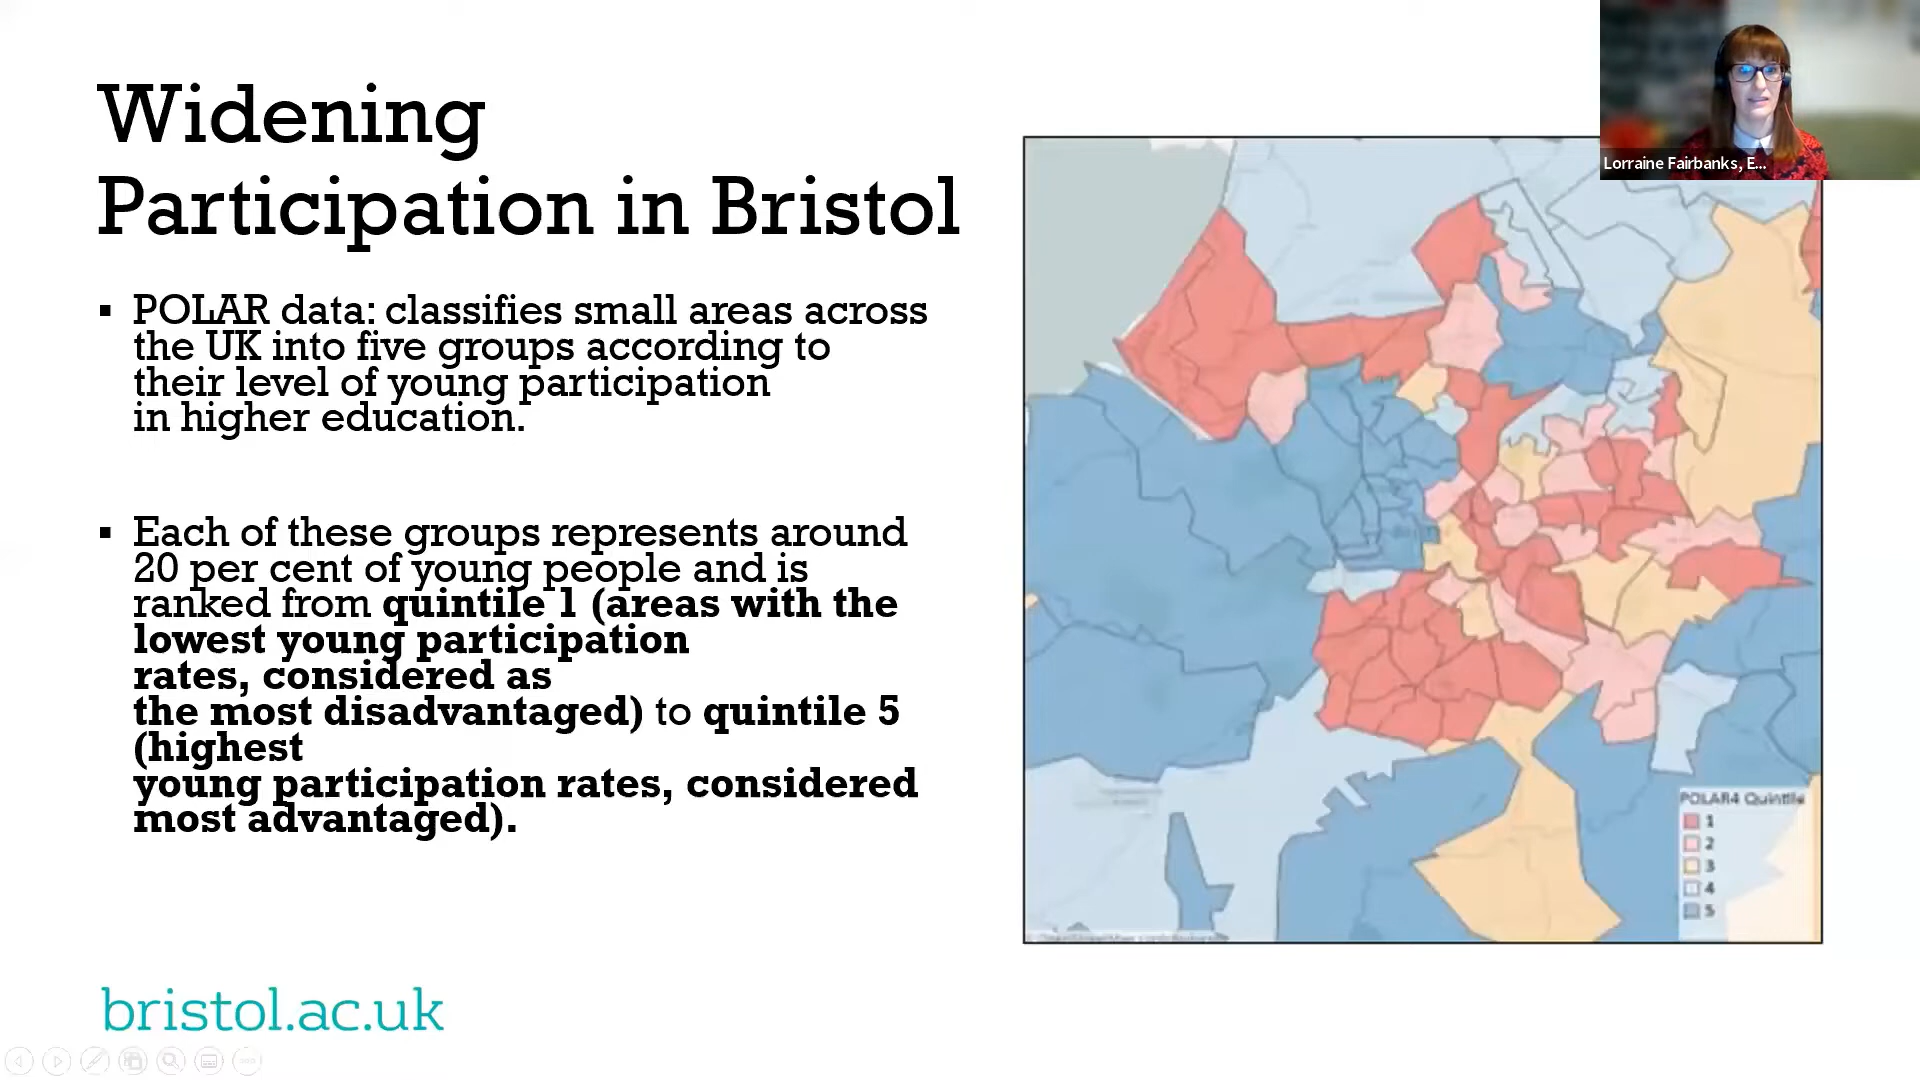 Widening
Participation in Bristol
▪ POLAR data: classifies small areas across
the UK into five groups according to
their level of young participation
in higher education.
▪ Each of these groups represents around
20 per cent of young people and is
ranked from quintile 1 (areas with the
lowest young participation
rates, considered as
the most disadvantaged) to quintile 5
(highest
young participation rates, considered
most advantaged).
bristol.ac.uk
Lorraine Fairbanks, E...
POLAR4 Quintile
1
2
3
4
5
© OpenStreetMap contributors